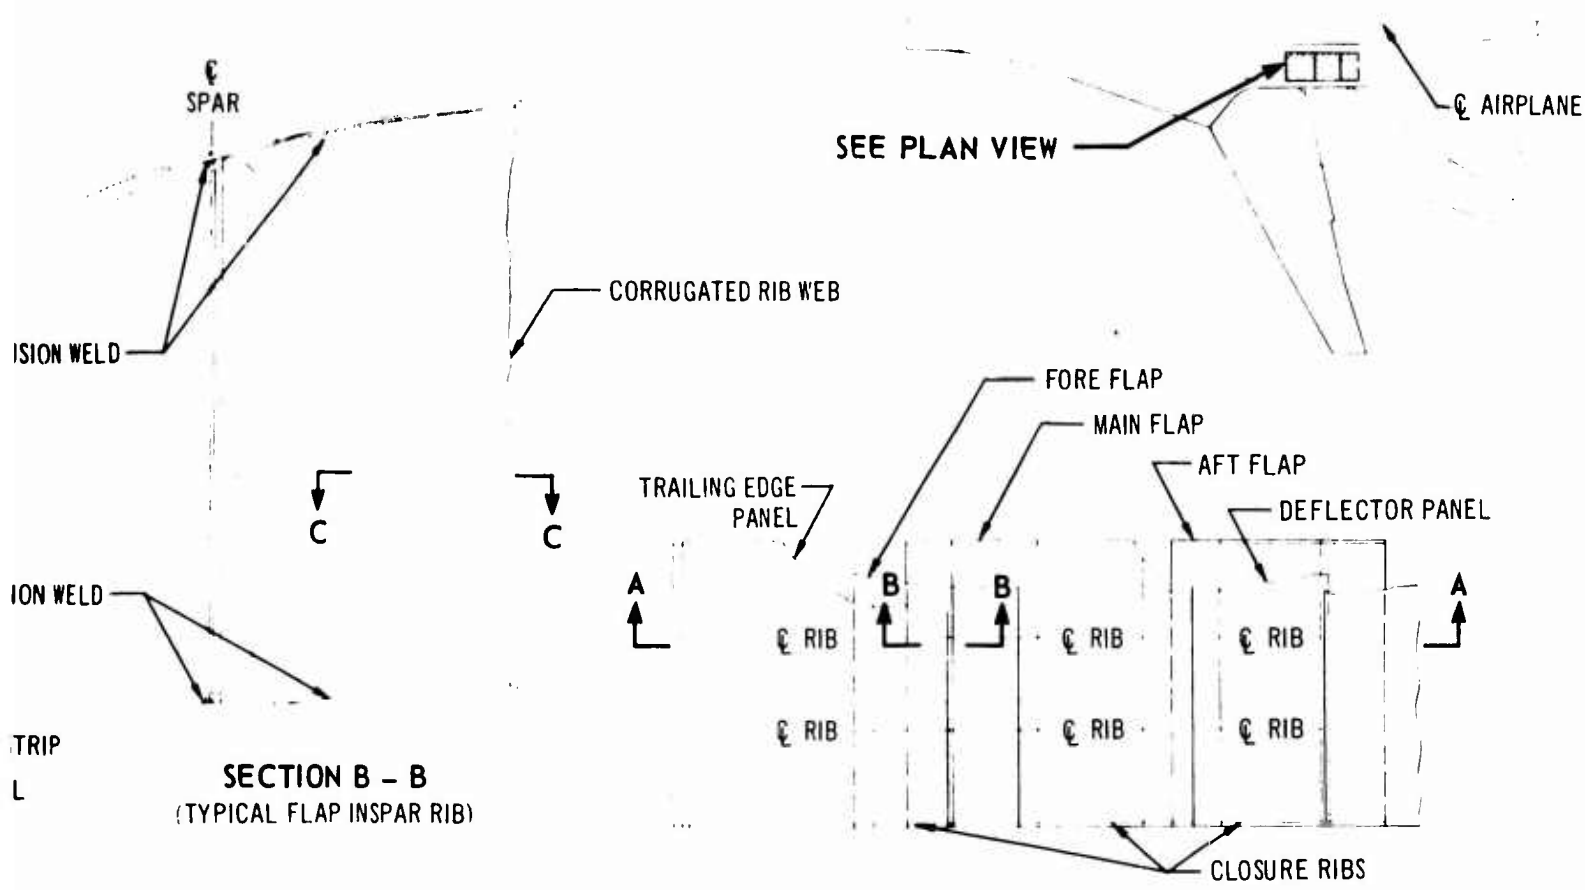 ℄
SPAR
℄ AIRPLANE
SEE PLAN VIEW
CORRUGATED RIB WEB
ISION WELD
FORE FLAP
MAIN FLAP
AFT FLAP
TRAILING EDGE
PANEL
DEFLECTOR PANEL
C
C
ION WELD
A
B
B
A
℄ RIB
℄ RIB
℄ RIB
℄ RIB
℄ RIB
℄ RIB
TRIP
L
SECTION B – B
(TYPICAL FLAP INSPAR RIB)
CLOSURE RIBS